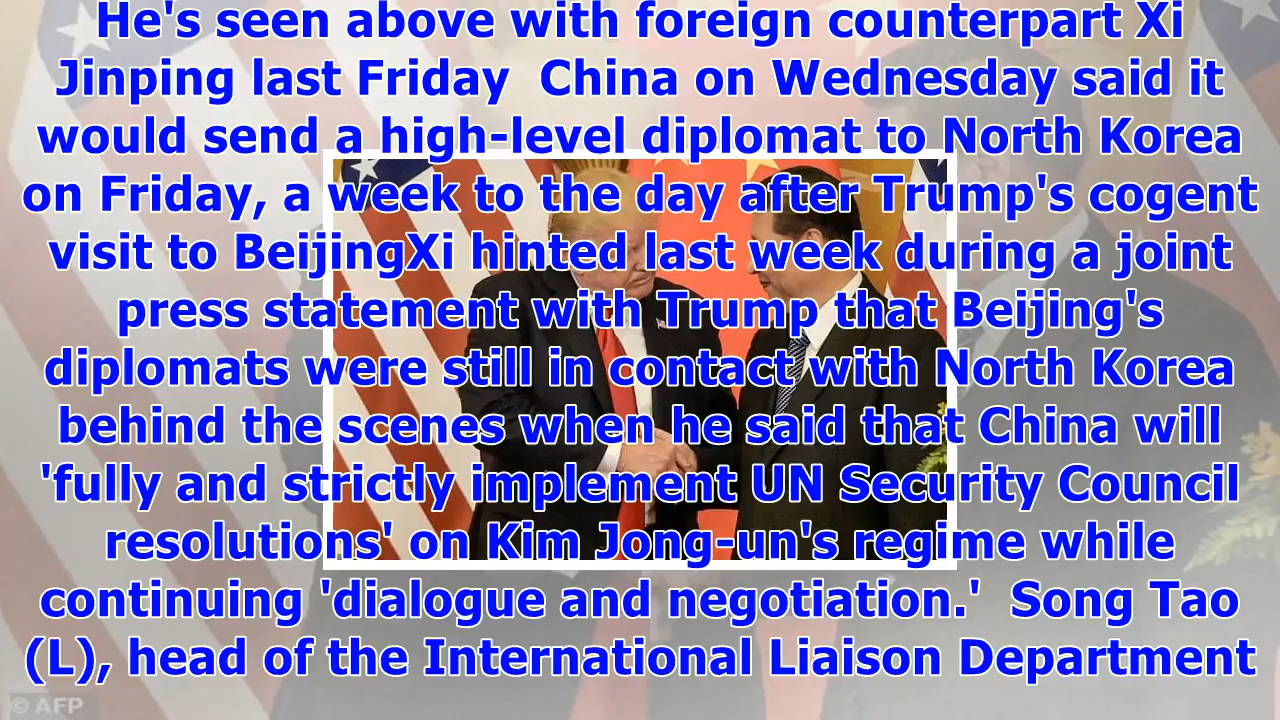 He's seen above with foreign counterpart Xi
Jinping last Friday  China on Wednesday said it
would send a high-level diplomat to North Korea
on Friday, a week to the day after Trump's cogent
visit to BeijingXi hinted last week during a joint
press statement with Trump that Beijing's
diplomats were still in contact with North Korea
behind the scenes when he said that China will
'fully and strictly implement UN Security Council
resolutions' on Kim Jong-un's regime while
continuing 'dialogue and negotiation.'  Song Tao
(L), head of the International Liaison Department
© AFP